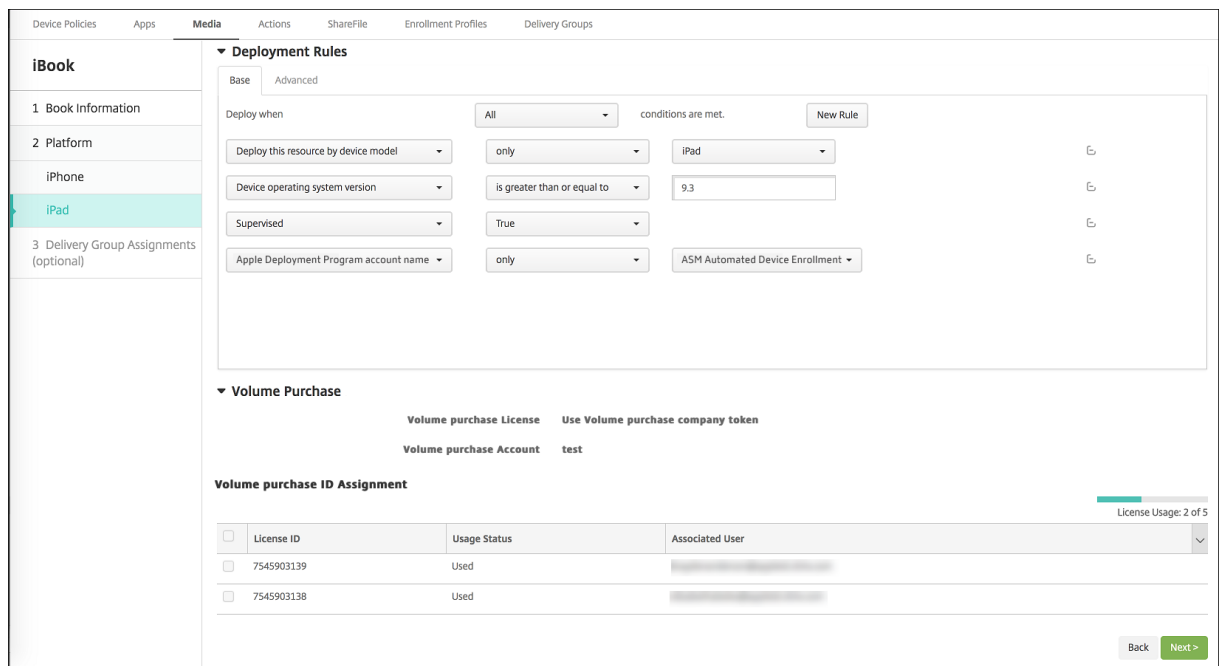 Device Policies Apps Media Actions ShareFile Enrollment Profiles Delivery Groups
iBook
1 Book Information
2 Platform
iPhone
iPad
3 Delivery Group Assignments
(optional)
Deployment Rules
Base Advanced
Deploy when All conditions are met. New Rule
Deploy this resource by device model only iPad
Device operating system version is greater than or equal to 9.3
Supervised True
Apple Deployment Program account name only ASM Automated Device Enrollment
Volume Purchase
Volume purchase License Use Volume purchase company token
Volume purchase Account test
Volume purchase ID Assignment
License Usage: 2 of 5
License ID Usage Status Associated User
7545903139 Used
7545903138 Used
Back Next >